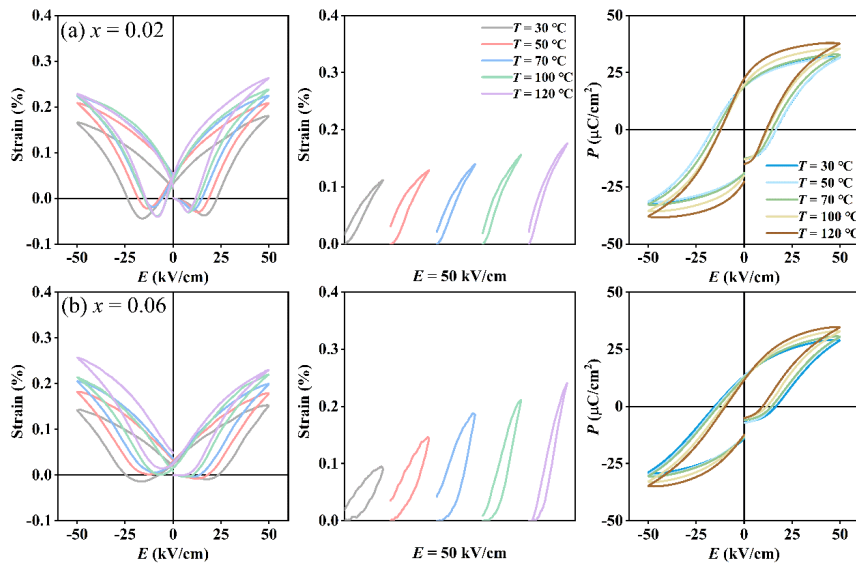 (a) x = 0.02
Strain (%)
0.4
0.3
0.2
0.1
0.0
-0.1
-50
-25
0
25
50
E (kV/cm)
Strain (%)
0.4
0.3
0.2
0.1
0.0
T = 30 °C
T = 50 °C
T = 70 °C
T = 100 °C
T = 120 °C
E = 50 kV/cm
P (μC/cm²)
50
25
0
-25
-50
T = 30 °C
T = 50 °C
T = 70 °C
T = 100 °C
T = 120 °C
-50
-25
0
25
50
E (kV/cm)
(b) x = 0.06
Strain (%)
0.4
0.3
0.2
0.1
0.0
-0.1
-50
-25
0
25
50
E (kV/cm)
Strain (%)
0.4
0.3
0.2
0.1
0.0
E = 50 kV/cm
P (μC/cm²)
50
25
0
-25
-50
-50
-25
0
25
50
E (kV/cm)